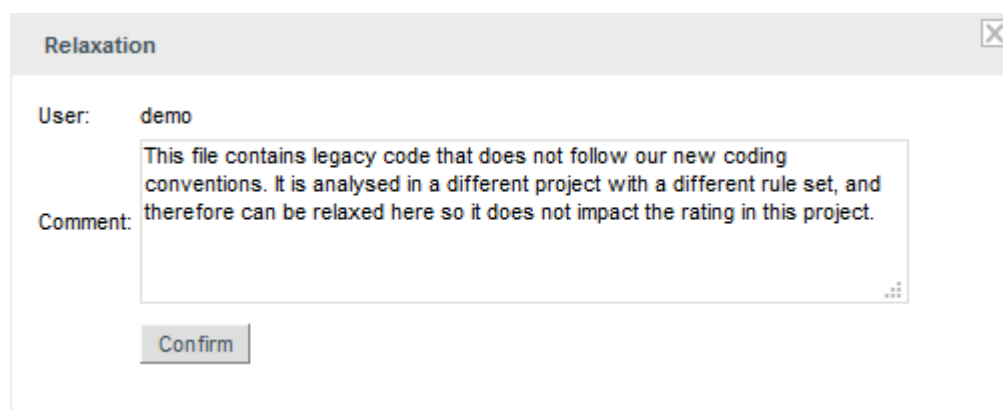 Relaxation
User: demo
This file contains legacy code that does not follow our new coding
conventions. It is analysed in a different project with a different rule set, and
Comment: therefore can be relaxed here so it does not impact the rating in this project.
Confirm